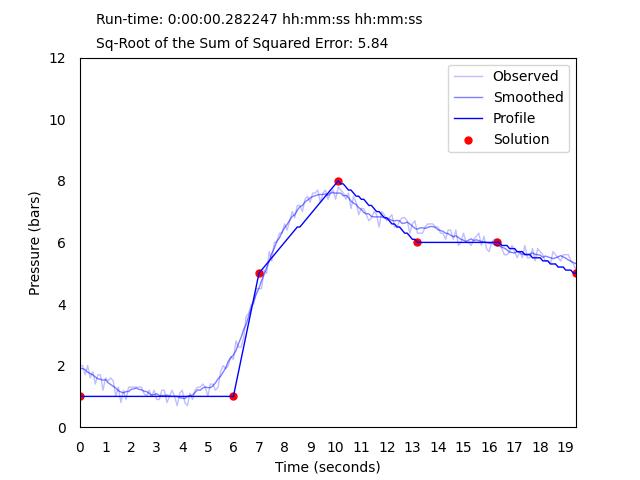 Run-time: 0:00:00.282247 hh:mm:ss hh:mm:ss
Sq-Root of the Sum of Squared Error: 5.84
12
10
8
6
4
2
0
Pressure (bars)
Observed
Smoothed
Profile
Solution
0 1 2 3 4 5 6 7 8 9 10 11 12 13 14 15 16 17 18 19
Time (seconds)